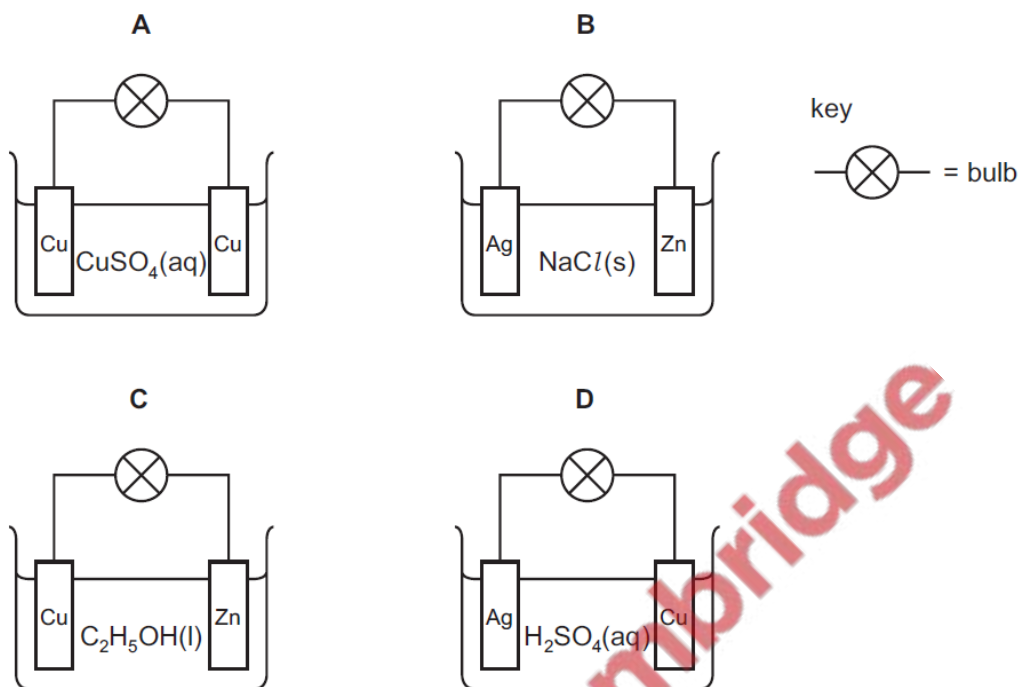 A
B
key
= bulb
Cu
CuSO₄(aq)
Cu
Ag
NaCl(s)
Zn
C
D
Cu
C₂H₅OH(l)
Zn
Ag
H₂SO₄(aq)
Cu
mbridge